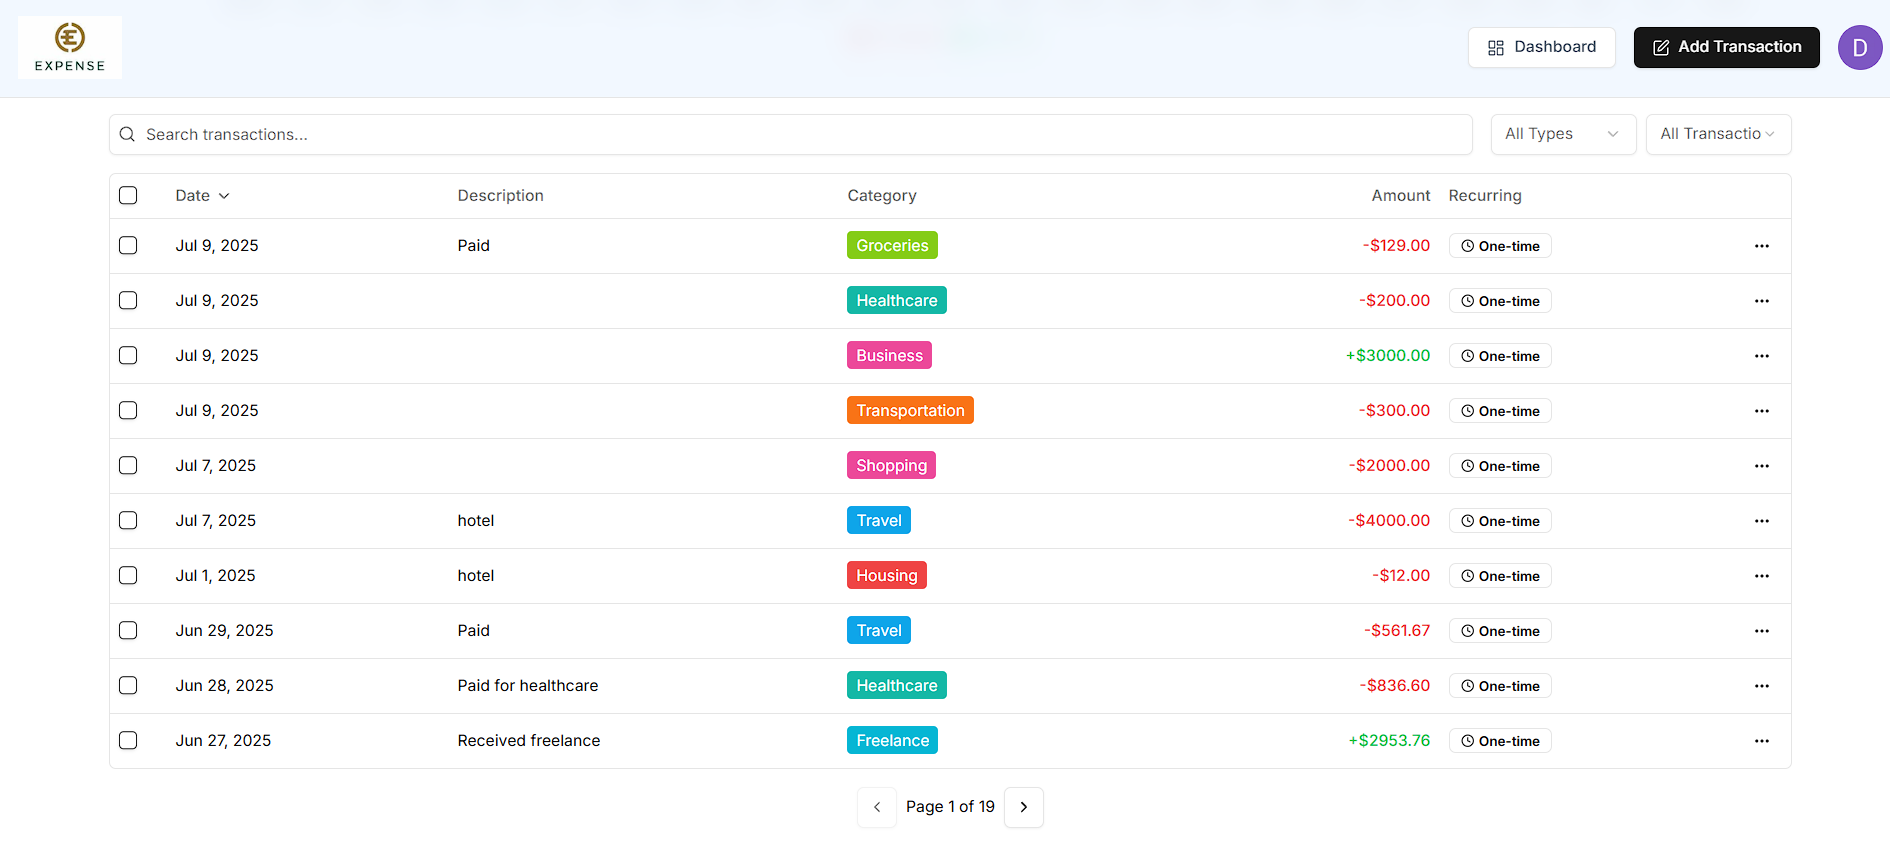 EXPENSE
Dashboard
Add Transaction
D
Search transactions...
All Types
All Transactio
Date Description Category Amount Recurring
Jul 9, 2025 Paid Groceries -$129.00 One-time
Jul 9, 2025 Healthcare -$200.00 One-time
Jul 9, 2025 Business +$3000.00 One-time
Jul 9, 2025 Transportation -$300.00 One-time
Jul 7, 2025 Shopping -$2000.00 One-time
Jul 7, 2025 hotel Travel -$4000.00 One-time
Jul 1, 2025 hotel Housing -$12.00 One-time
Jun 29, 2025 Paid Travel -$561.67 One-time
Jun 28, 2025 Paid for healthcare Healthcare -$836.60 One-time
Jun 27, 2025 Received freelance Freelance +$2953.76 One-time
Page 1 of 19